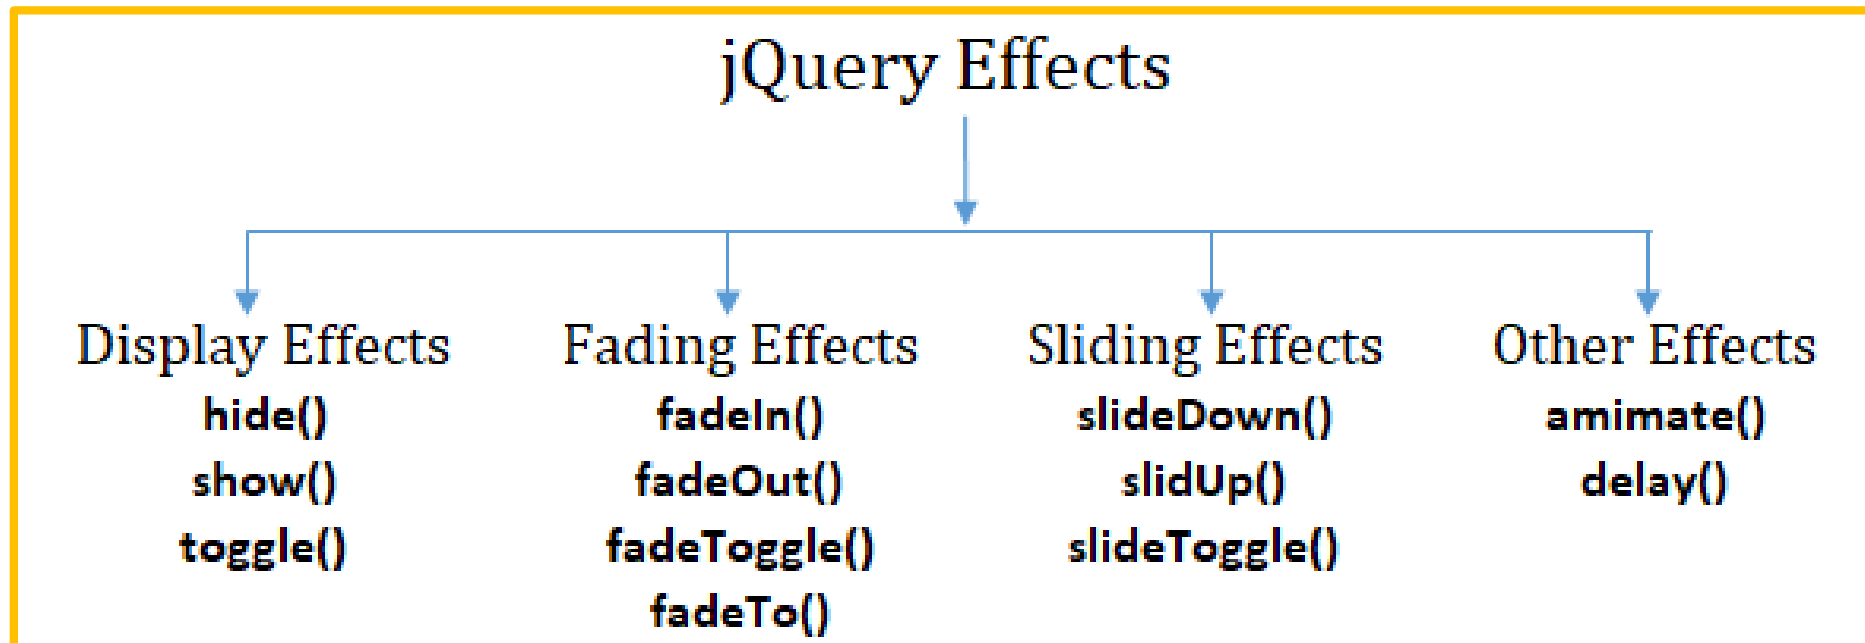 jQuery Effects
Display Effects
hide()
show()
toggle()
Fading Effects
fadeIn()
fadeOut()
fadeToggle()
fadeTo()
Sliding Effects
slideDown()
slidUp()
slideToggle()
Other Effects
amimate()
delay()